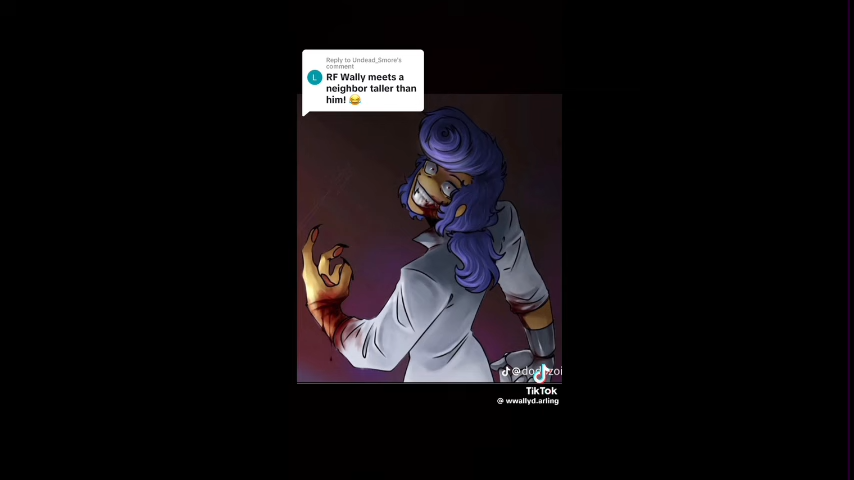 Reply to Undead_Smore's
comment
L
RF Wally meets a
neighbor taller than
him! 😂
TikTok
@ wwallyd.arling